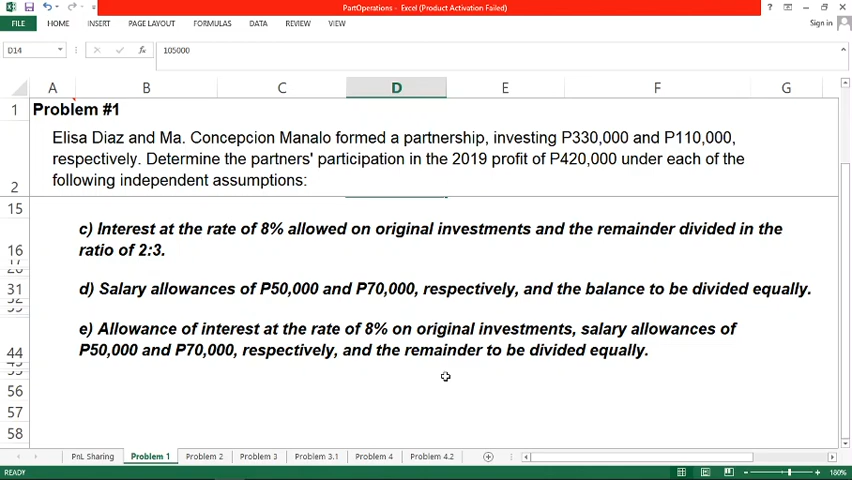 PartOperations - Excel (Product Activation Failed)
FILE HOME INSERT PAGE LAYOUT FORMULAS DATA REVIEW VIEW Sign in
D14 fx 105000
A B C D E F G
1 Problem #1
Elisa Diaz and Ma. Concepcion Manalo formed a partnership, investing P330,000 and P110,000,
respectively. Determine the partners' participation in the 2019 profit of P420,000 under each of the
2 following independent assumptions:
15
c) Interest at the rate of 8% allowed on original investments and the remainder divided in the
16 ratio of 2:3.
31 d) Salary allowances of P50,000 and P70,000, respectively, and the balance to be divided equally.
e) Allowance of interest at the rate of 8% on original investments, salary allowances of
44 P50,000 and P70,000, respectively, and the remainder to be divided equally.
56
57
58
PnL Sharing Problem 1 Problem 2 Problem 3 Problem 3.1 Problem 4 Problem 4.2
READY 180%